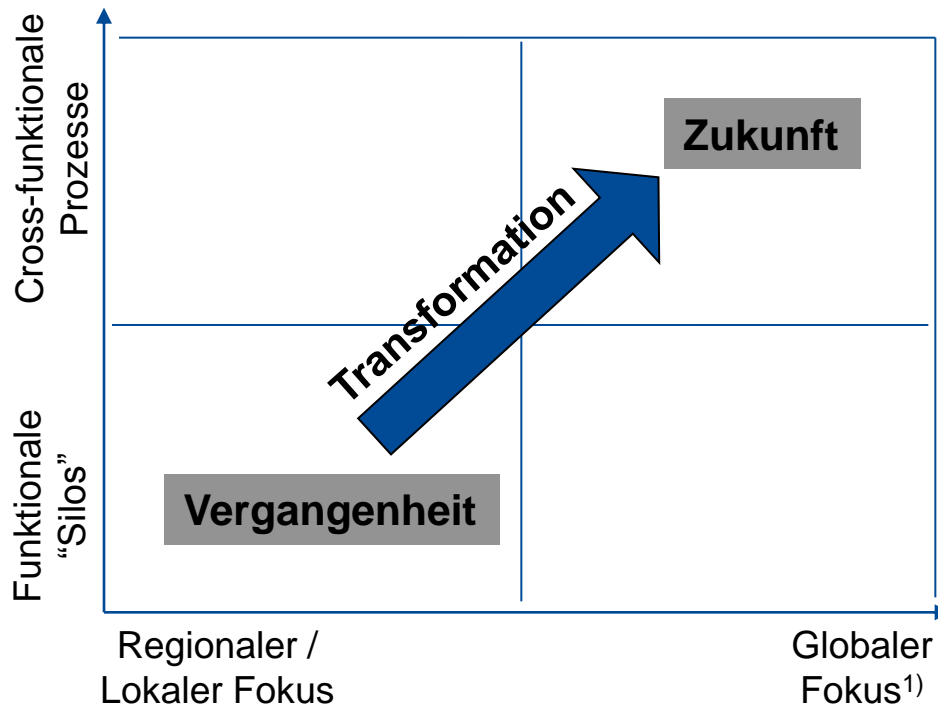 Cross-funktionale
Prozesse
Zukunft
Transformation
Funktionale
“Silos”
Vergangenheit
Regionaler /
Lokaler Fokus
Globaler
Fokus1)